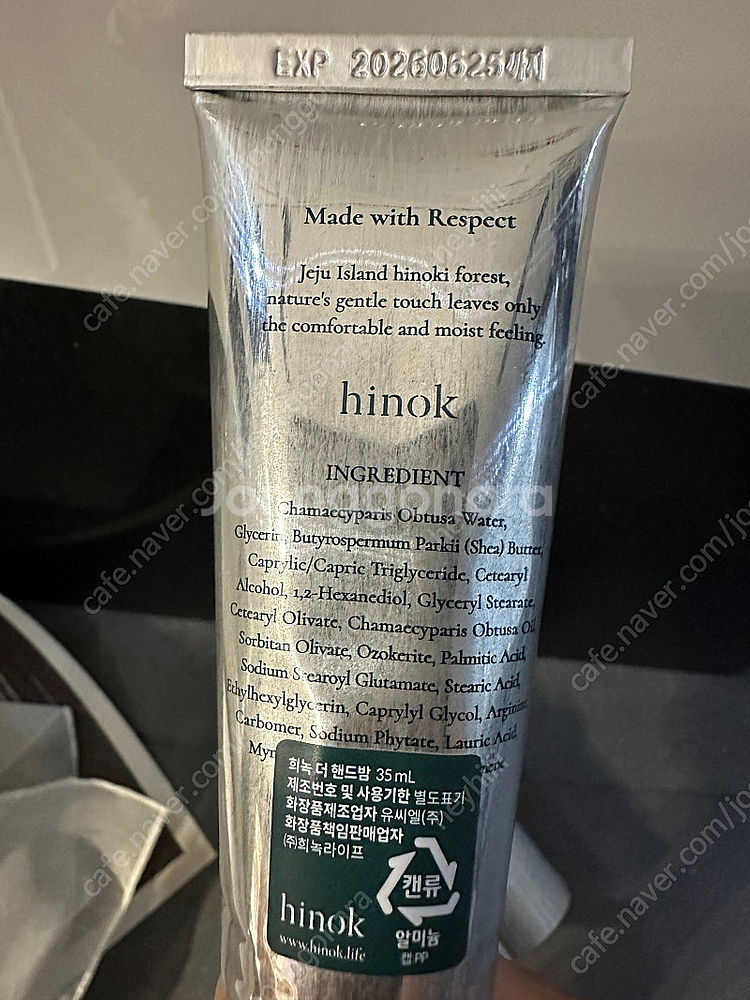 EXP 20260625까지
Made with Respect
Jeju Island hinoki forest,
nature's gentle touch leaves only
the comfortable and moist feeling.
hinok
INGREDIENT
joonggonara
Chamaecyparis Obtusa Water,
Glycerin, Butyrospermum Parkii (Shea) Butter,
Caprylic/Capric Triglyceride, Cetearyl
Alcohol, 1,2-Hexanediol, Glyceryl Stearate,
Cetearyl Olivate, Chamaecyparis Obtusa Oil,
Sorbitan Olivate, Ozokerite, Palmitic Acid,
Sodium Stearoyl Glutamate, Stearic Acid,
Ethylhexylglycerin, Caprylyl Glycol, Arginine,
Carbomer, Sodium Phytate, Lauric Acid,
희녹 더 핸드밤 35 mL
제조번호 및 사용기한 별도표기
화장품제조업자 유씨엘(주)
화장품책임판매업자
(주)희녹라이프
캔류
알미늄
캡:PP
hinok
www.hinok.life